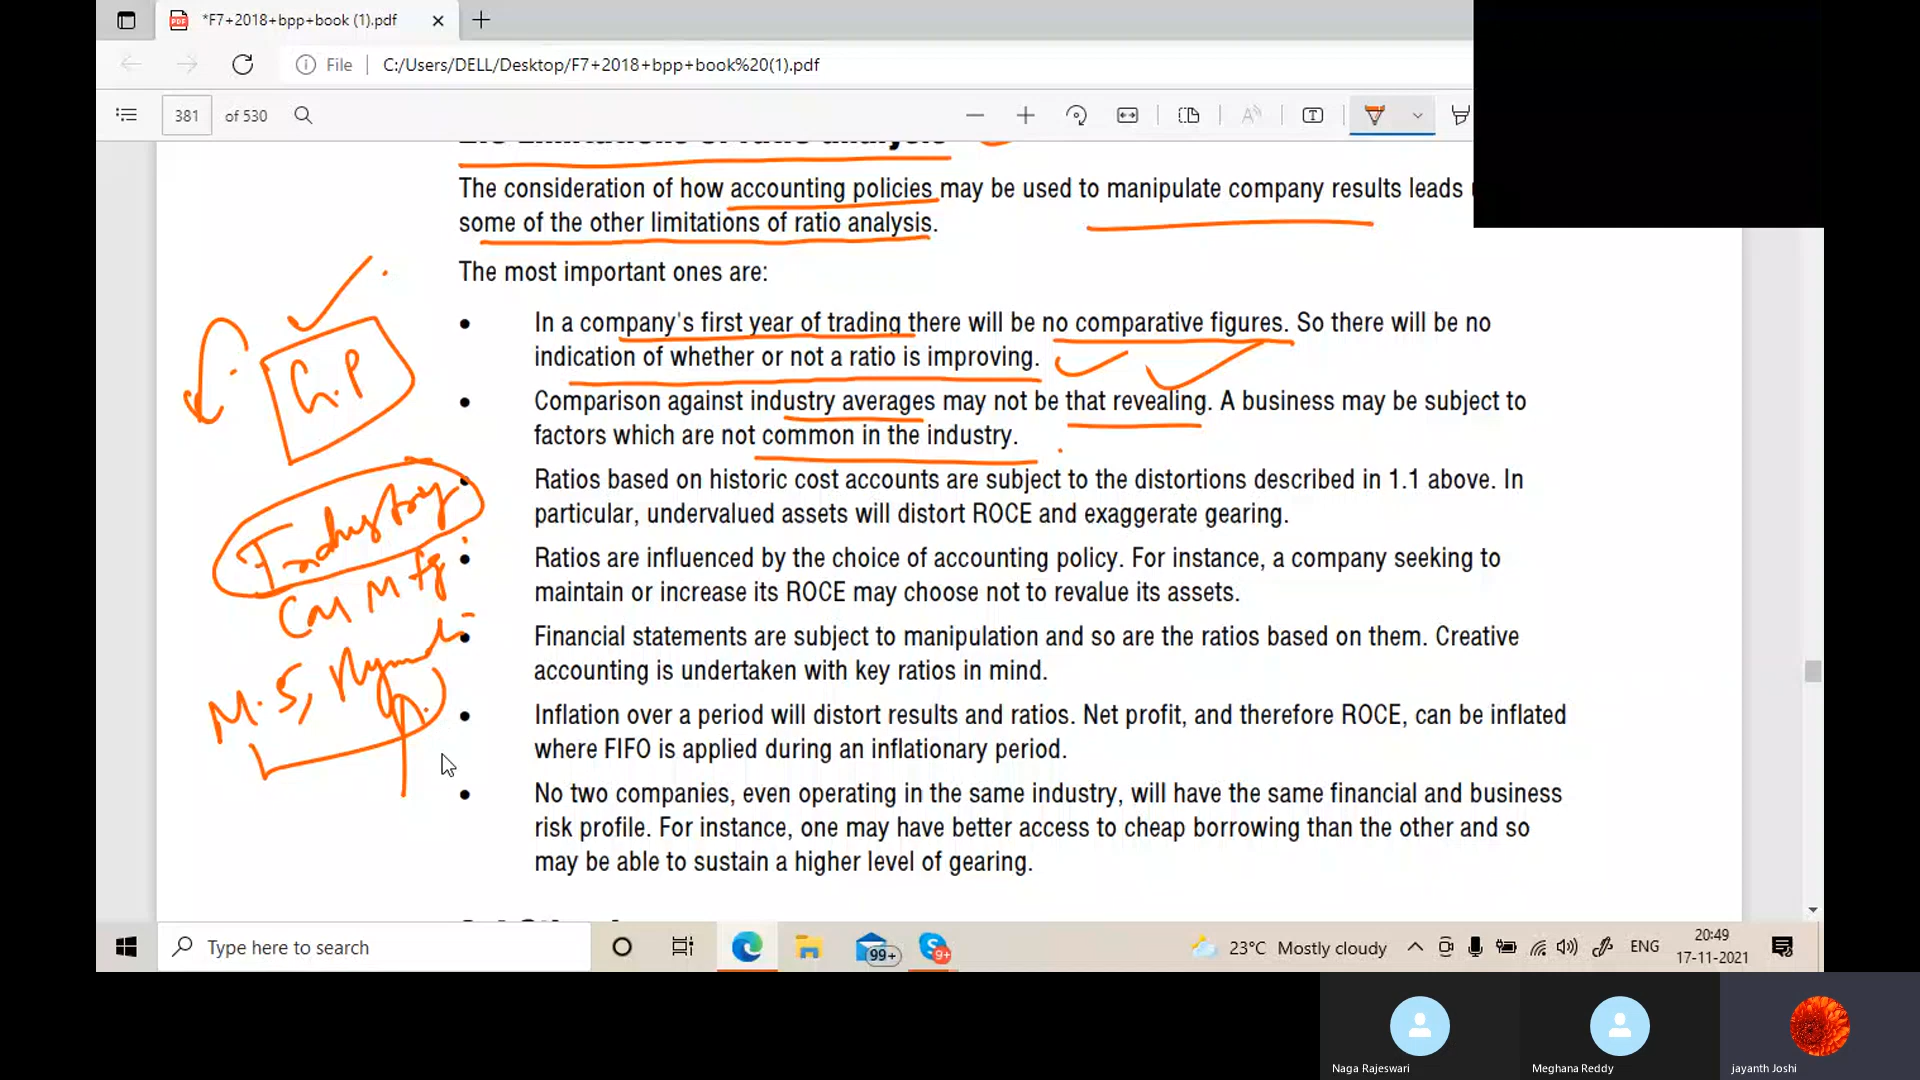 *F7+2018+bpp+book (1).pdf
File C:/Users/DELL/Desktop/F7+2018+bpp+book%20(1).pdf
381 of 530
The consideration of how accounting policies may be used to manipulate company results leads
some of the other limitations of ratio analysis.
The most important ones are:
• In a company's first year of trading there will be no comparative figures. So there will be no
indication of whether or not a ratio is improving.
• Comparison against industry averages may not be that revealing. A business may be subject to
factors which are not common in the industry.
• Ratios based on historic cost accounts are subject to the distortions described in 1.1 above. In
particular, undervalued assets will distort ROCE and exaggerate gearing.
• Ratios are influenced by the choice of accounting policy. For instance, a company seeking to
maintain or increase its ROCE may choose not to revalue its assets.
• Financial statements are subject to manipulation and so are the ratios based on them. Creative
accounting is undertaken with key ratios in mind.
• Inflation over a period will distort results and ratios. Net profit, and therefore ROCE, can be inflated
where FIFO is applied during an inflationary period.
• No two companies, even operating in the same industry, will have the same financial and business
risk profile. For instance, one may have better access to cheap borrowing than the other and so
may be able to sustain a higher level of gearing.
G.P
Industry
Car Mfg
M.S,
Type here to search
99+
9+
23°C Mostly cloudy
ENG
20:49
17-11-2021
Naga Rajeswari
Meghana Reddy
jayanth Joshi